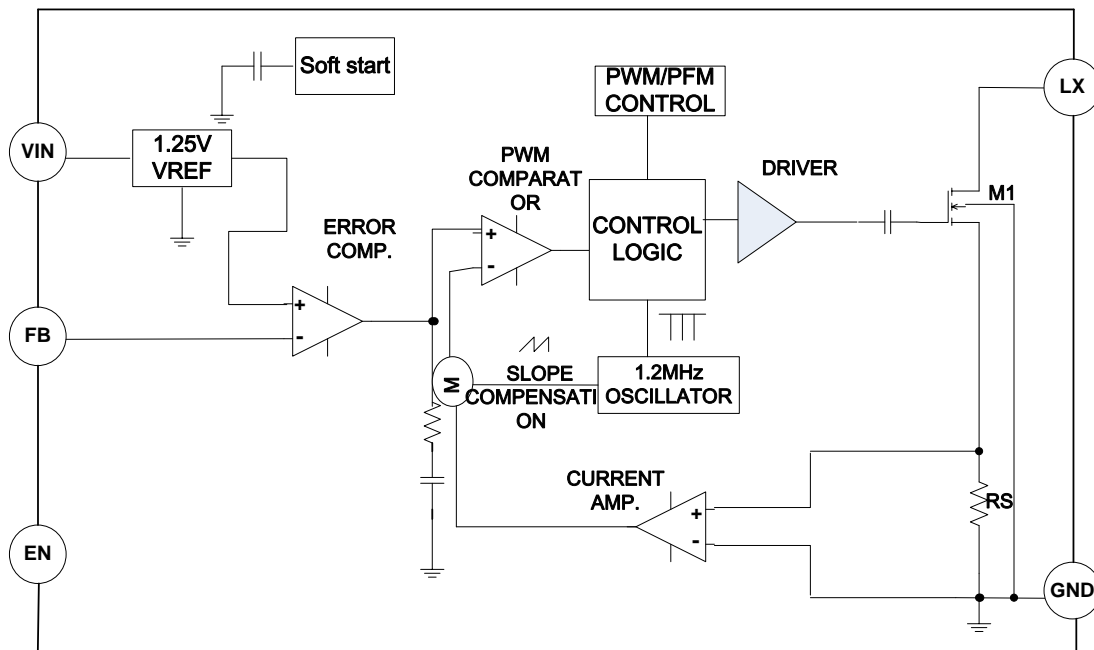 Soft start
PWM/PFM
CONTROL
LX
VIN
1.25V
VREF
PWM
COMPARAT
OR
DRIVER
M1
ERROR
COMP.
+
-
CONTROL
LOGIC
FB
+
-
M
SLOPE
COMPENSATI
ON
1.2MHz
OSCILLATOR
CURRENT
AMP.
+
-
RS
EN
GND